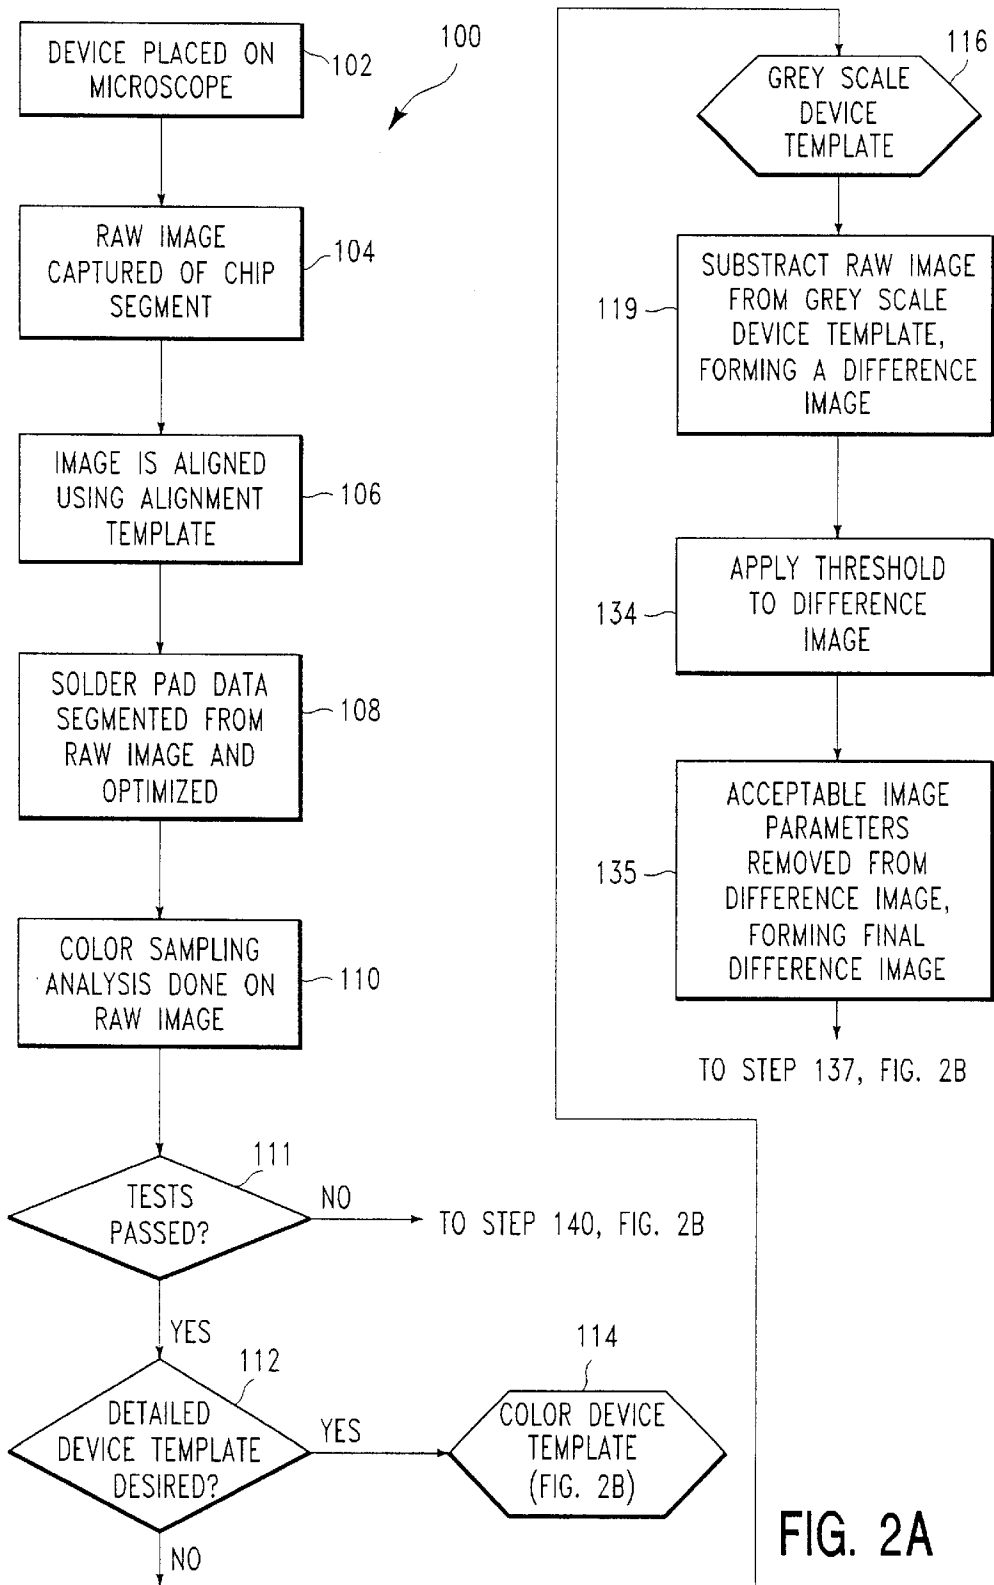 100
DEVICE PLACED ON
MICROSCOPE
102
RAW IMAGE
CAPTURED OF CHIP
SEGMENT
104
IMAGE IS ALIGNED
USING ALIGNMENT
TEMPLATE
106
SOLDER PAD DATA
SEGMENTED FROM
RAW IMAGE AND
OPTIMIZED
108
COLOR SAMPLING
ANALYSIS DONE ON
RAW IMAGE
110
TESTS
PASSED?
111
NO
TO STEP 140, FIG. 2B
YES
DETAILED
DEVICE TEMPLATE
DESIRED?
112
YES
COLOR DEVICE
TEMPLATE
(FIG. 2B)
114
NO
GREY SCALE
DEVICE
TEMPLATE
116
SUBSTRACT RAW IMAGE
FROM GREY SCALE
DEVICE TEMPLATE,
FORMING A DIFFERENCE
IMAGE
119
APPLY THRESHOLD
TO DIFFERENCE
IMAGE
134
ACCEPTABLE IMAGE
PARAMETERS
REMOVED FROM
DIFFERENCE IMAGE,
FORMING FINAL
DIFFERENCE IMAGE
135
TO STEP 137, FIG. 2B
FIG. 2A